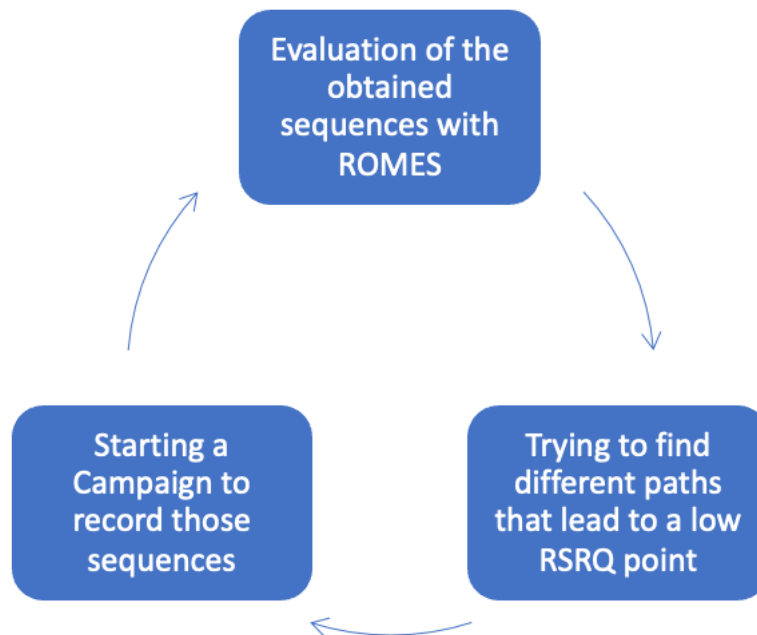 Evaluation of the
obtained
sequences with
ROMES
Starting a
Campaign to
record those
sequences
Trying to find
different paths
that lead to a low
RSRQ point